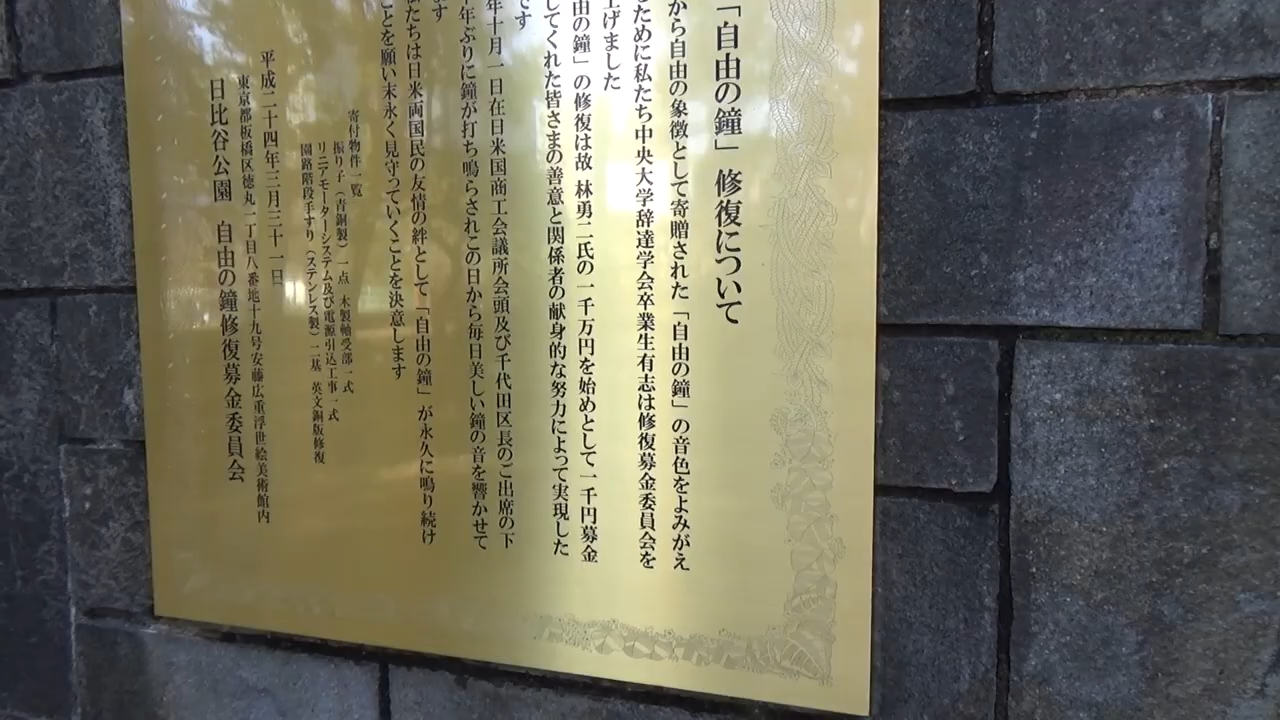 「自由の鐘」修復について
から自由の象徴として寄贈された「自由の鐘」の音色をよみがえ
ために私たち中央大学辞達学会卒業生有志は修復募金委員会を
上げました
由の鐘」の修復は故 林勇二氏の一千万円を始めとして一千円募金
してくれた皆さまの善意と関係者の献身的な努力によって実現した
です
年十月一日在日米国商工会議所会頭及び千代田区長のご出席の下
年ぶりに鐘が打ち鳴らされこの日から毎日美しい鐘の音を響かせて
ます
たちは日米両国民の友情の絆として「自由の鐘」が永久に鳴り続け
ことを願い末永く見守っていくことを決意します
寄付物件一覧
振り子(青銅製)一点 木製軸受部一式
リニアモーターシステム及び電源引込工事一式
園路階段手すり(ステンレス製)二基 英文銅版修復
平成二十四年三月三十一日
東京都板橋区徳丸一丁目八番地十九号安藤広重浮世絵美術館内
日比谷公園 自由の鐘修復募金委員会